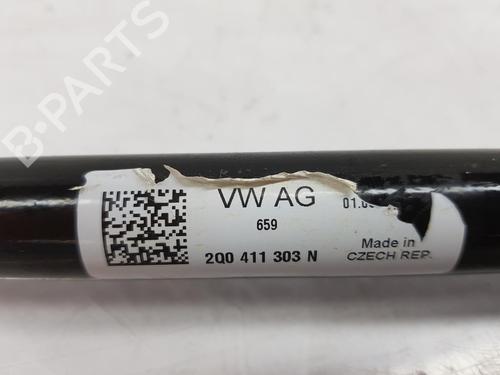 B-PARTS
VW AG
659
2Q0 411 303 N
Made in
CZECH REP.